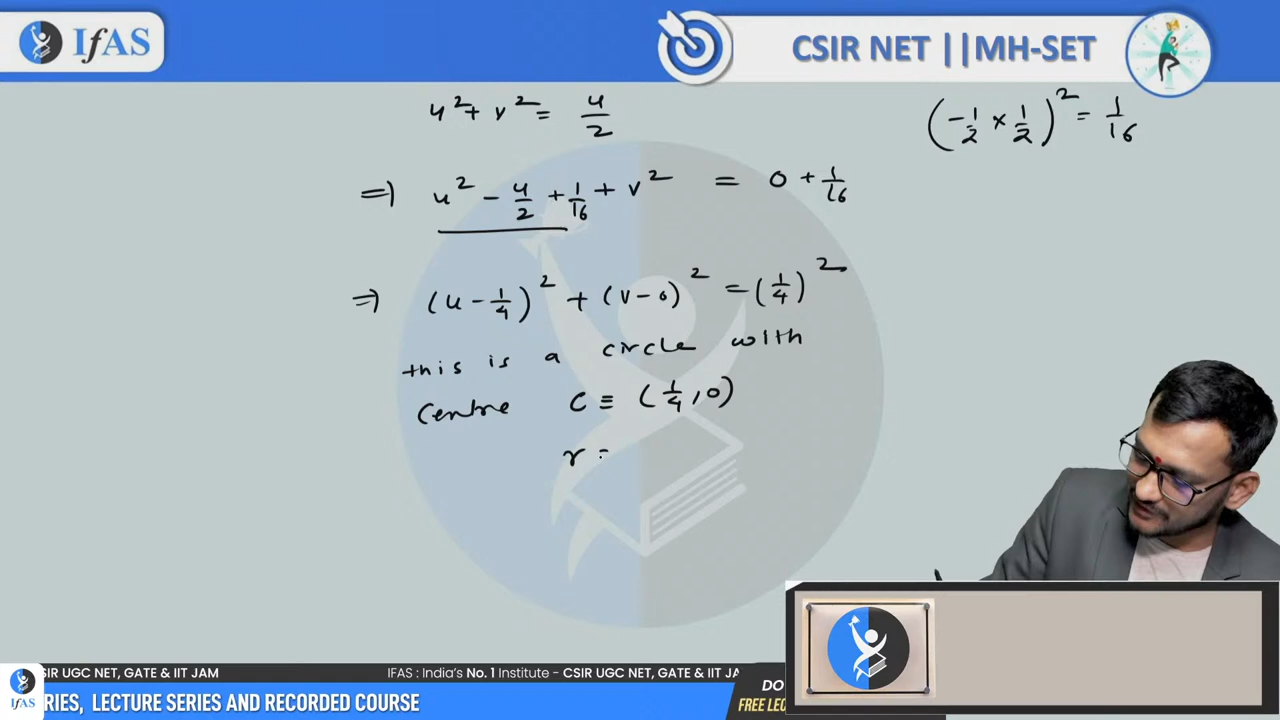 IfAS
CSIR NET ||MH-SET
u² + v² = u/2
(-1/2 × 1/2)² = 1/16
⇒ u² - u/2 + 1/16 + v² = 0 + 1/16
⇒ (u - 1/4)² + (v - 0)² = (1/4)²
this is a circle with
Centre C ≡ (1/4, 0)
r =
SIR UGC NET, GATE & IIT JAM
IFAS : India's No. 1 Institute - CSIR UGC NET, GATE & IIT JA
IfAS
RIES, LECTURE SERIES AND RECORDED COURSE
DO
FREE LEC